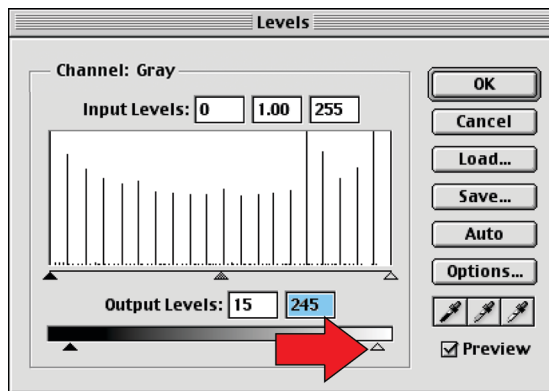 Levels
Channel: Gray
Input Levels: 0 1.00 255
Output Levels: 15 245
OK
Cancel
Load...
Save...
Auto
Options...
Preview